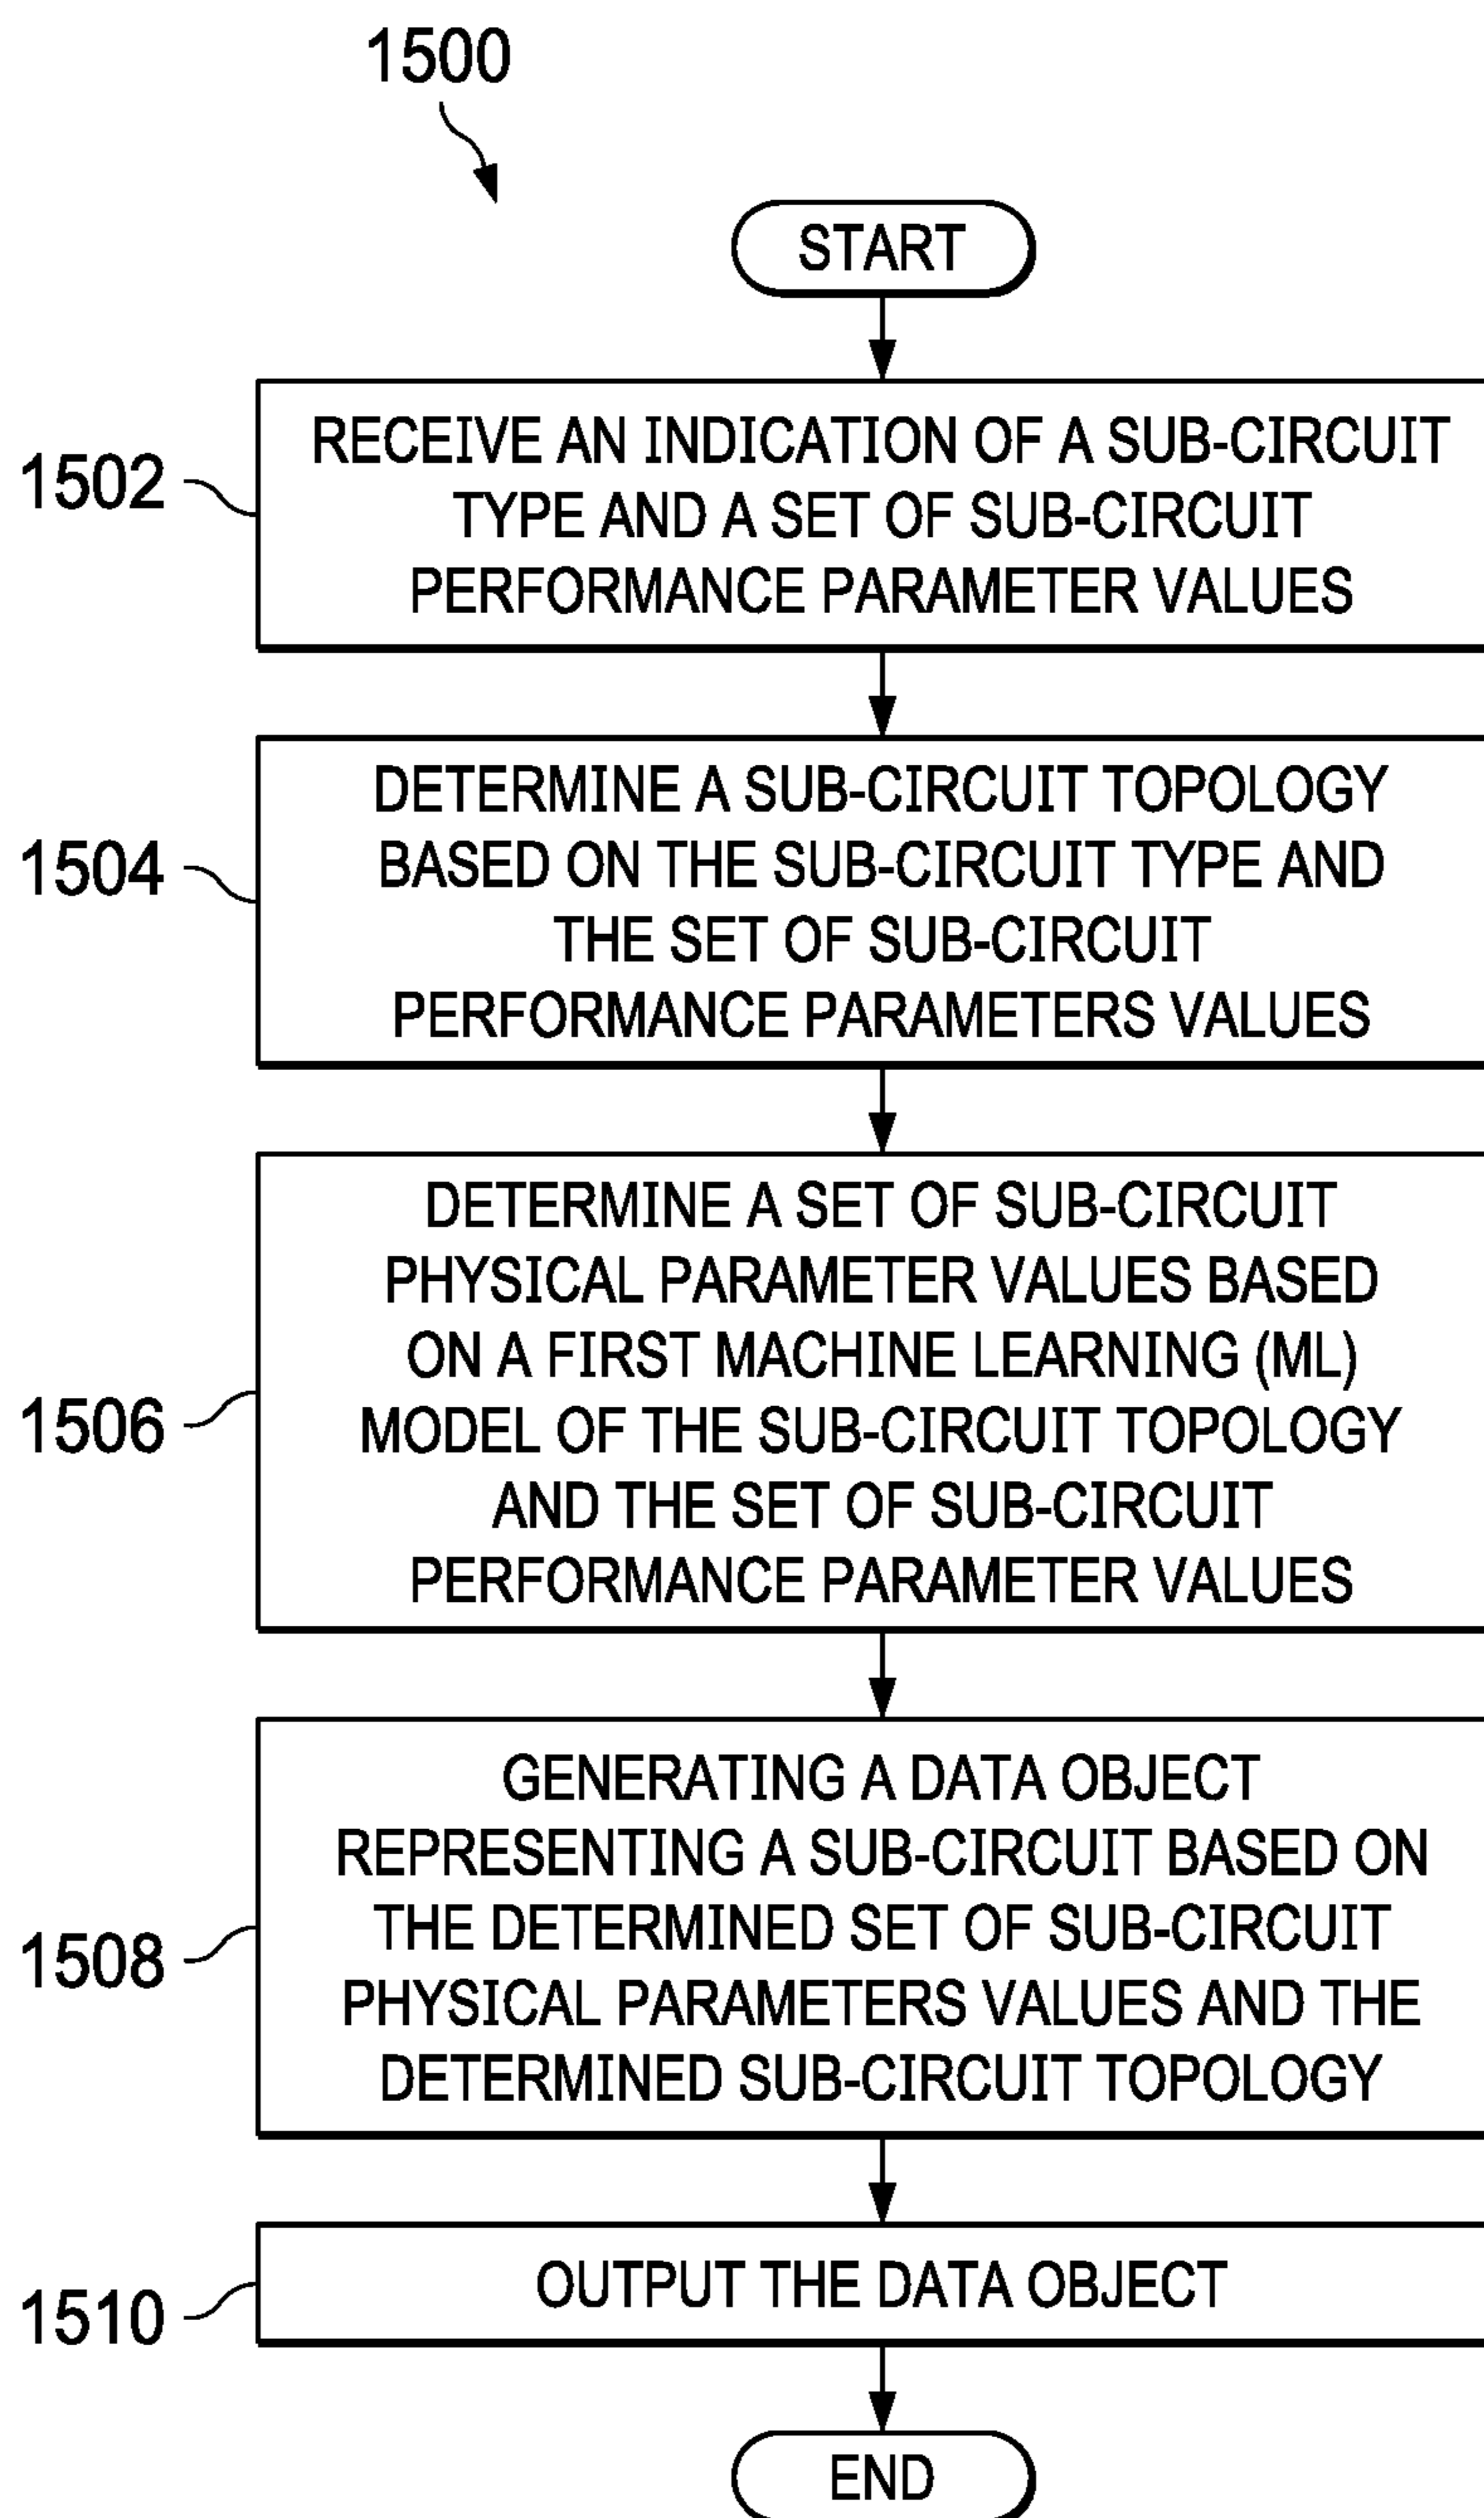 1500
START
1502
RECEIVE AN INDICATION OF A SUB-CIRCUIT
TYPE AND A SET OF SUB-CIRCUIT
PERFORMANCE PARAMETER VALUES
1504
DETERMINE A SUB-CIRCUIT TOPOLOGY
BASED ON THE SUB-CIRCUIT TYPE AND
THE SET OF SUB-CIRCUIT
PERFORMANCE PARAMETERS VALUES
1506
DETERMINE A SET OF SUB-CIRCUIT
PHYSICAL PARAMETER VALUES BASED
ON A FIRST MACHINE LEARNING (ML)
MODEL OF THE SUB-CIRCUIT TOPOLOGY
AND THE SET OF SUB-CIRCUIT
PERFORMANCE PARAMETER VALUES
1508
GENERATING A DATA OBJECT
REPRESENTING A SUB-CIRCUIT BASED ON
THE DETERMINED SET OF SUB-CIRCUIT
PHYSICAL PARAMETERS VALUES AND THE
DETERMINED SUB-CIRCUIT TOPOLOGY
1510
OUTPUT THE DATA OBJECT
END